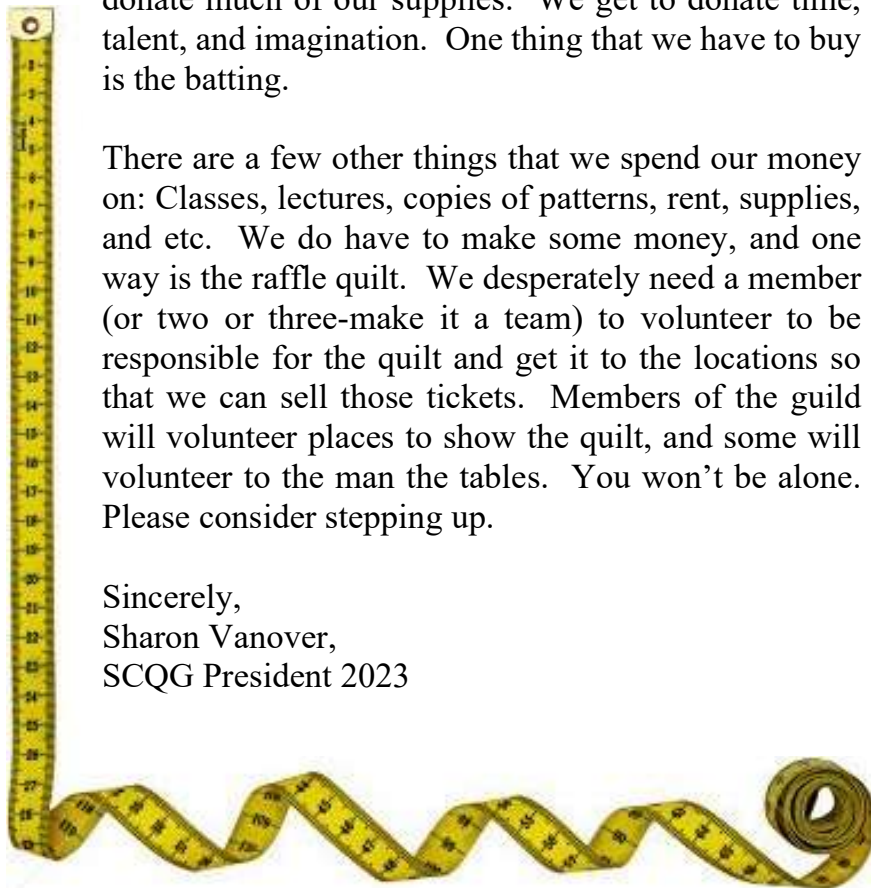 donate much of our supplies. We get to donate time,
talent, and imagination. One thing that we have to buy
is the batting.
There are a few other things that we spend our money
on: Classes, lectures, copies of patterns, rent, supplies,
and etc. We do have to make some money, and one
way is the raffle quilt. We desperately need a member
(or two or three-make it a team) to volunteer to be
responsible for the quilt and get it to the locations so
that we can sell those tickets. Members of the guild
will volunteer places to show the quilt, and some will
volunteer to the man the tables. You won’t be alone.
Please consider stepping up.
Sincerely,
Sharon Vanover,
SCQG President 2023